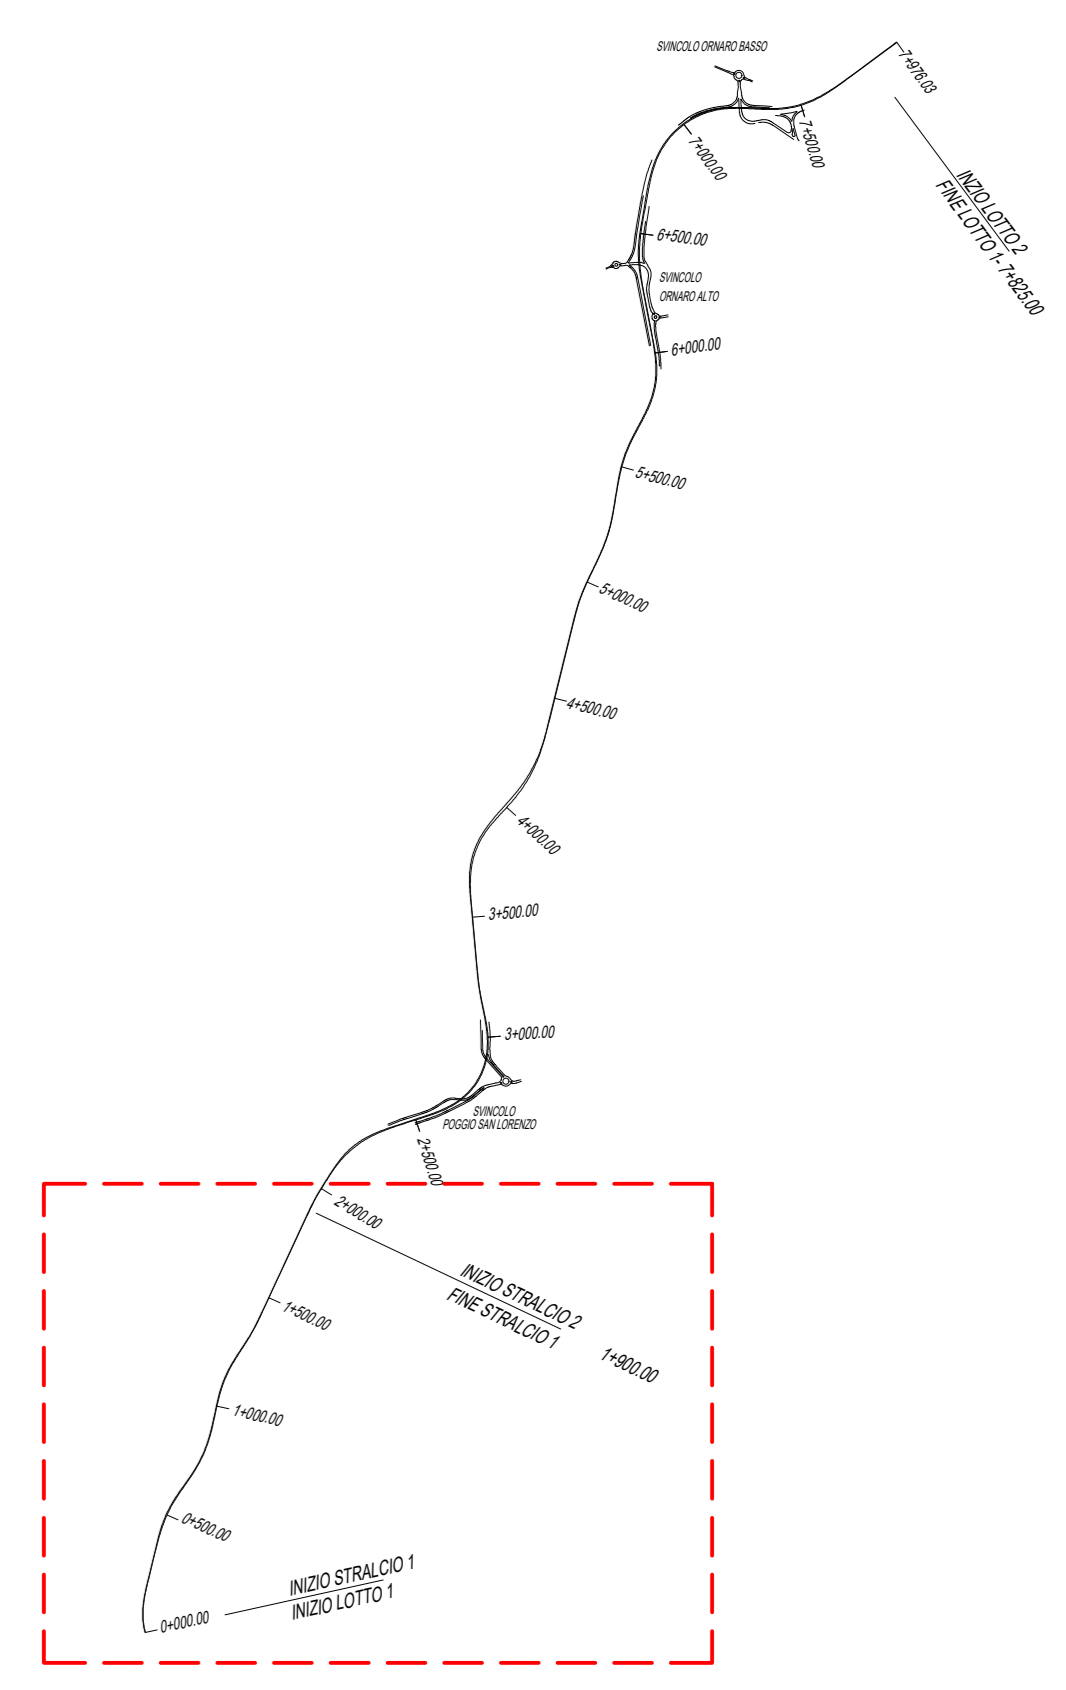 SVINCOLO ORNARO BASSO
7+976.03
7+500.00
7+000.00
INZIO LOTTO 2
FINE LOTTO 1- 7+825.00
6+500.00
SVINCOLO
ORNARO ALTO
6+000.00
5+500.00
5+000.00
4+500.00
4+000.00
3+500.00
3+000.00
SVINCOLO
POGGIO SAN LORENZO
2+500.00
2+000.00
INIZIO STRALCIO 2
FINE STRALCIO 1
1+900.00
1+500.00
1+000.00
0+500.00
INIZIO STRALCIO 1
INIZIO LOTTO 1
0+000.00